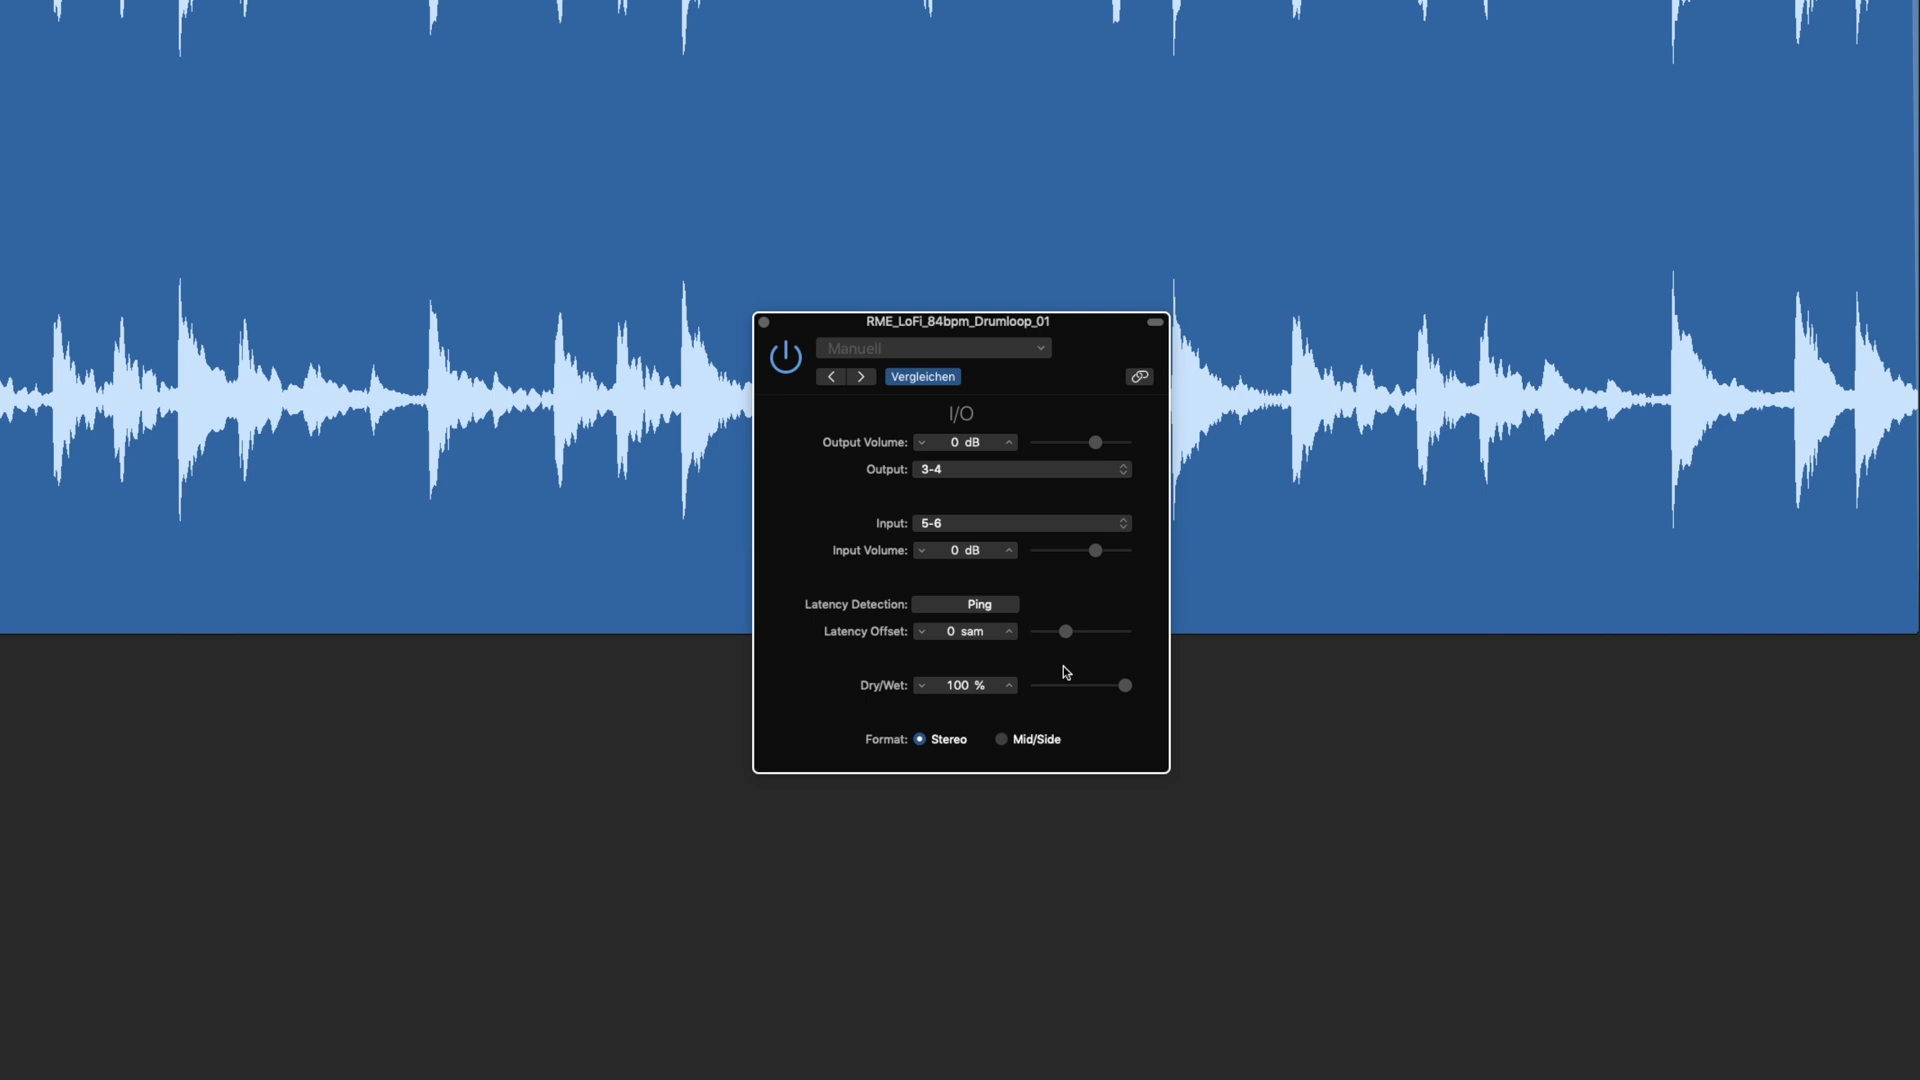 RME_LoFi_84bpm_Drumloop_01
Manuell
Vergleichen
I/O
Output Volume: 0 dB
Output: 3-4
Input: 5-6
Input Volume: 0 dB
Latency Detection: Ping
Latency Offset: 0 sam
Dry/Wet: 100 %
Format: Stereo Mid/Side